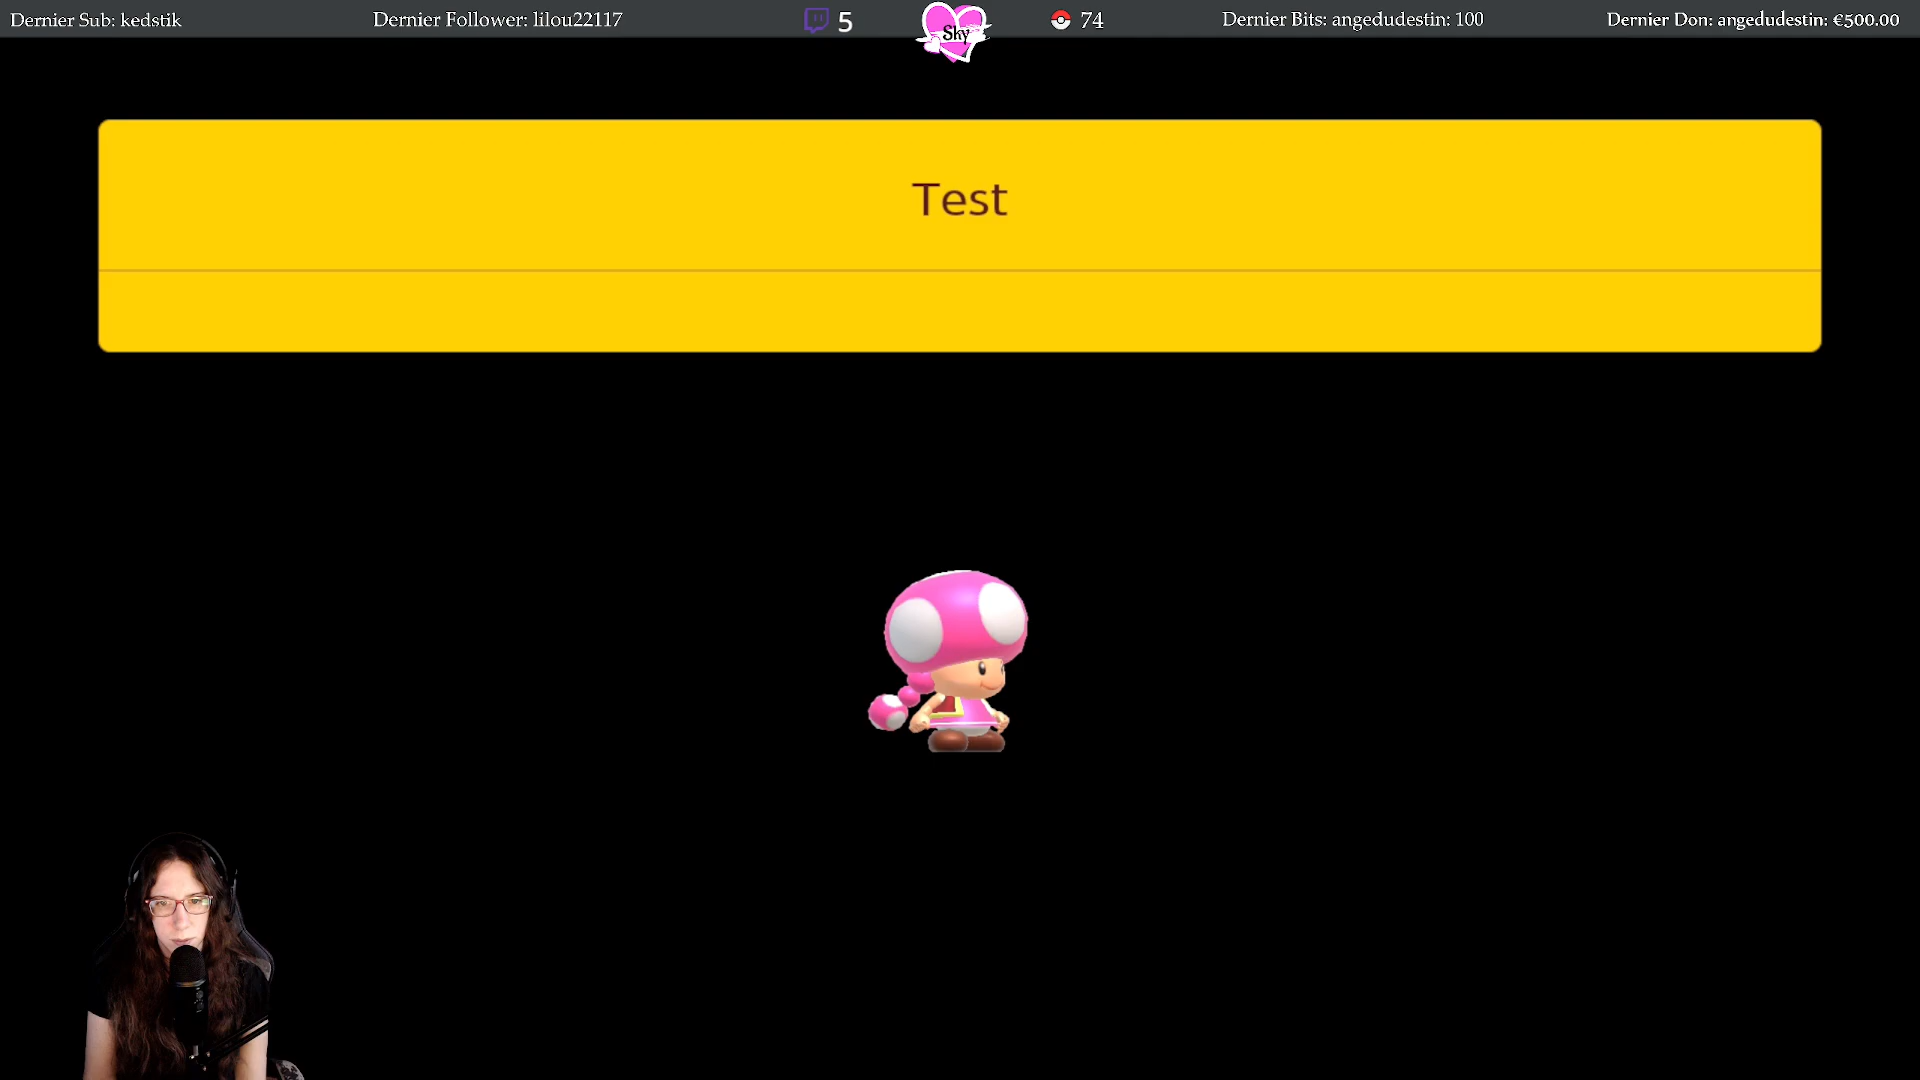 Dernier Sub: kedstik
Dernier Follower: lilou22117
5
Sky
74
Dernier Bits: angedudestin: 100
Dernier Don: angedudestin: €500.00
Test